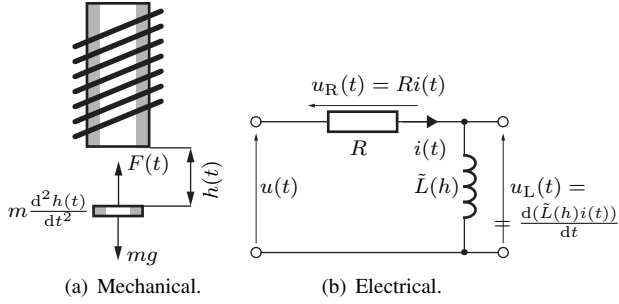 F(t)
h(t)
m d²h(t)/dt²
mg
(a) Mechanical.
u_R(t) = Ri(t)
R
i(t)
u(t)
L̃(h)
u_L(t) =
= d(L̃(h)i(t))/dt
(b) Electrical.